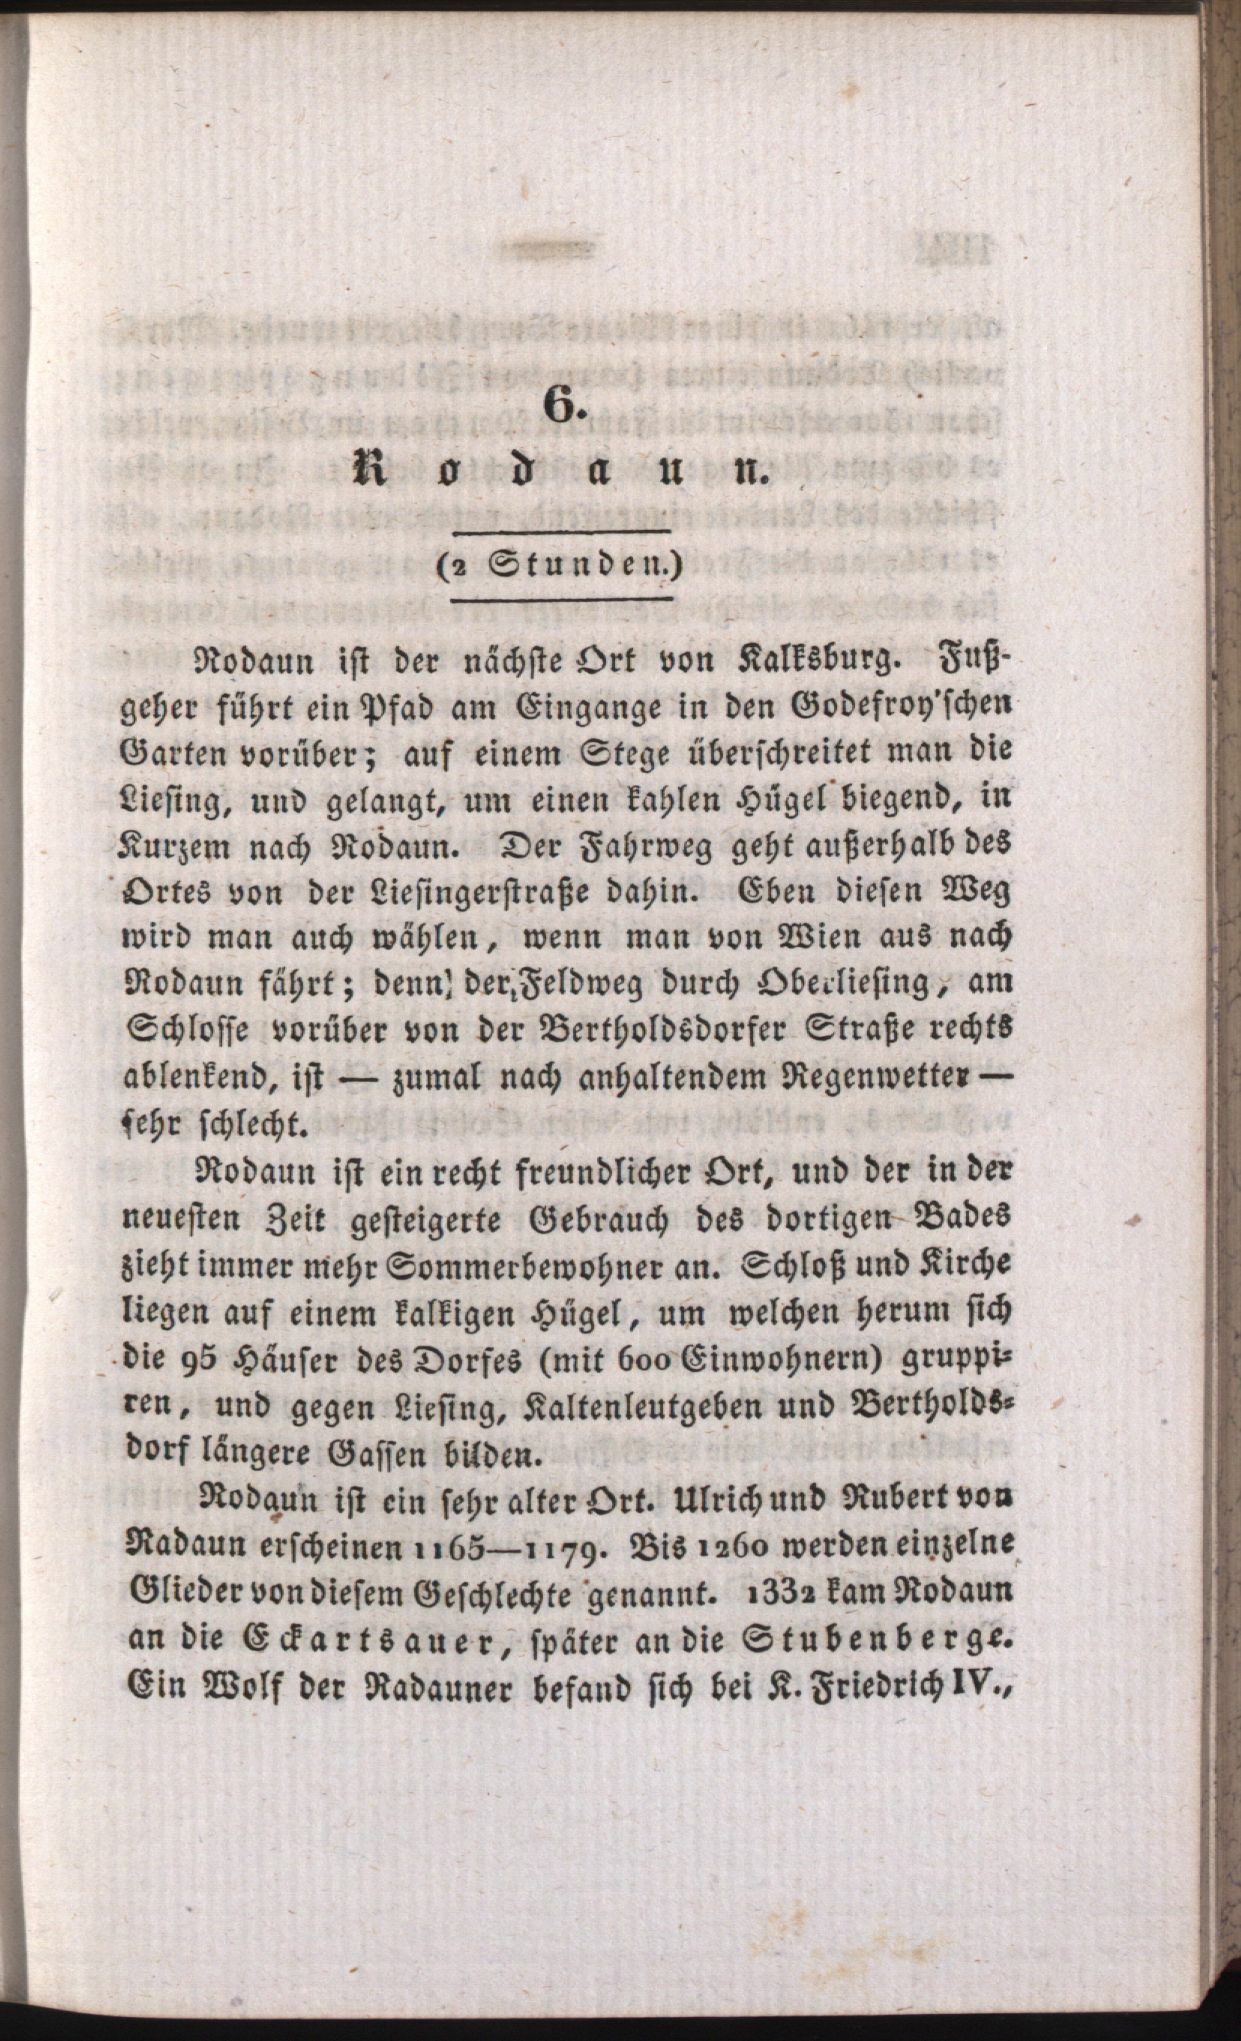 6.
Rodaun.
(2 Stunden.)
Rodaun ist der nächste Ort von Kalksburg. Fuß-
geher führt ein Pfad am Eingange in den Godefroy'schen
Garten vorüber; auf einem Stege überschreitet man die
Liesing, und gelangt, um einen kahlen Hügel biegend, in
Kurzem nach Rodaun. Der Fahrweg geht außerhalb des
Ortes von der Liesingerstraße dahin. Eben diesen Weg
wird man auch wählen, wenn man von Wien aus nach
Rodaun fährt; denn der Feldweg durch Oberliesing, am
Schlosse vorüber von der Bertholdsdorfer Straße rechts
ablenkend, ist — zumal nach anhaltendem Regenwetter —
sehr schlecht.
Rodaun ist ein recht freundlicher Ort, und der in der
neuesten Zeit gesteigerte Gebrauch des dortigen Bades
zieht immer mehr Sommerbewohner an. Schloß und Kirche
liegen auf einem kalkigen Hügel, um welchen herum sich
die 95 Häuser des Dorfes (mit 600 Einwohnern) gruppi-
ren, und gegen Liesing, Kaltenleutgeben und Bertholds-
dorf längere Gassen bilden.
Rodaun ist ein sehr alter Ort. Ulrich und Rubert von
Radaun erscheinen 1165—1179. Bis 1260 werden einzelne
Glieder von diesem Geschlechte genannt. 1332 kam Rodaun
an die Eckartsauer, später an die Stubenberge.
Ein Wolf der Radauner befand sich bei K. Friedrich IV.,